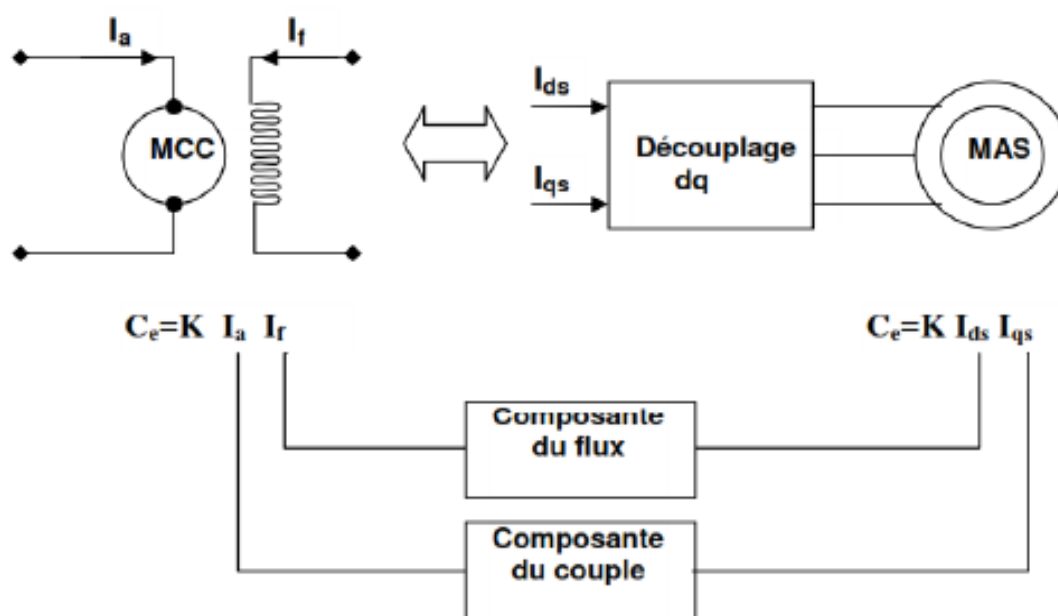 Ia
If
MCC
Ids
Iqs
Découplage
dq
MAS
Ce=K Ia If
Ce=K Ids Iqs
Composante
du flux
Composante
du couple